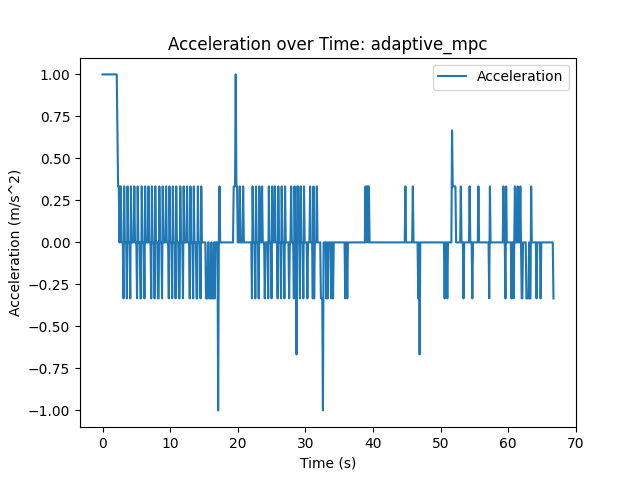 Acceleration over Time: adaptive_mpc
Acceleration
1.00
0.75
0.50
0.25
0.00
−0.25
−0.50
−0.75
−1.00
Acceleration (m/s^2)
0 10 20 30 40 50 60 70
Time (s)